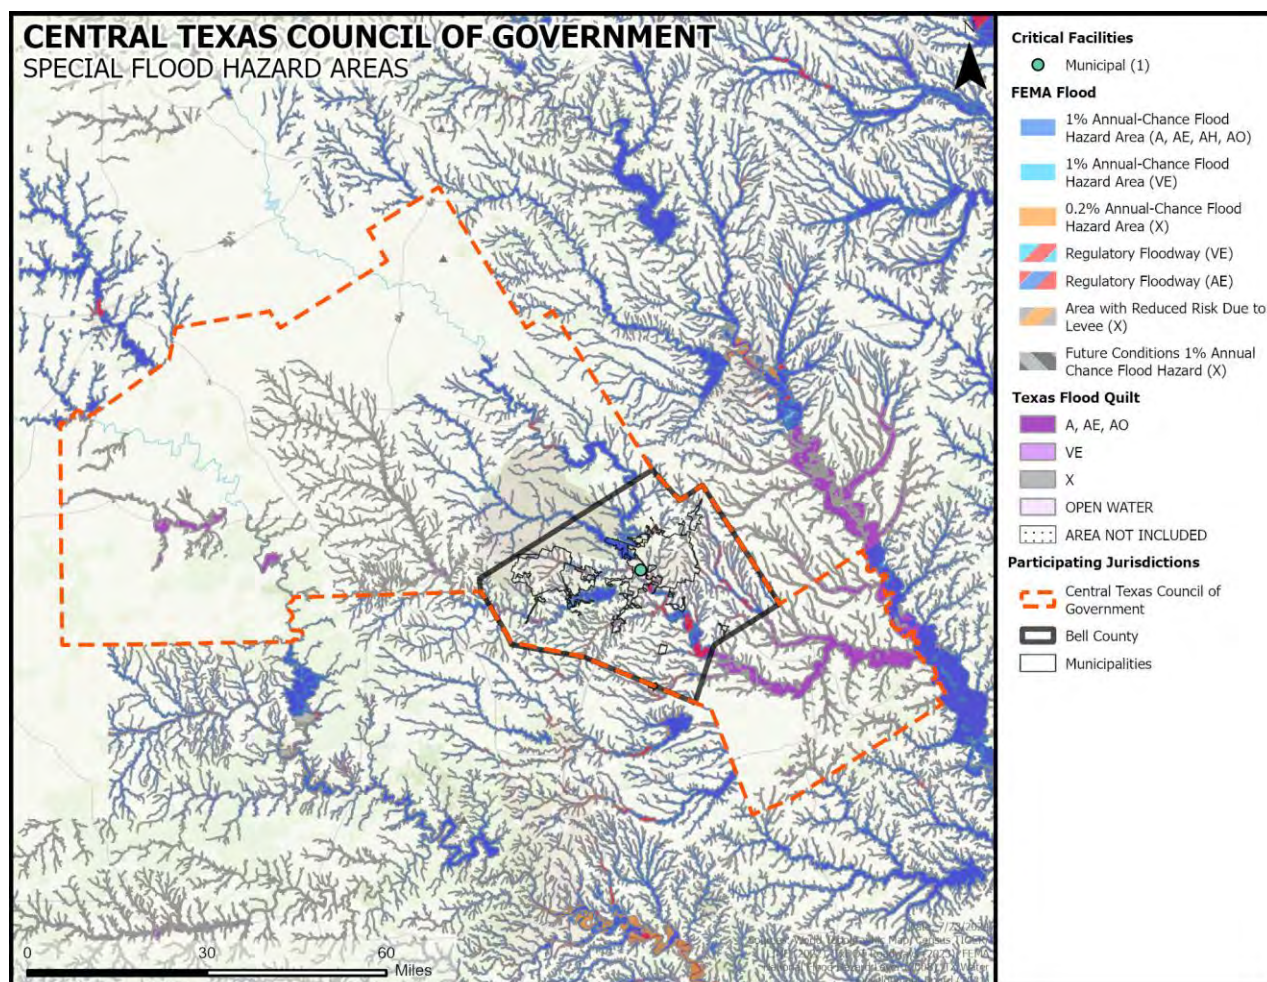 CENTRAL TEXAS COUNCIL OF GOVERNMENT
SPECIAL FLOOD HAZARD AREAS
Critical Facilities
Municipal (1)
FEMA Flood
1% Annual-Chance Flood
Hazard Area (A, AE, AH, AO)
1% Annual-Chance Flood
Hazard Area (VE)
0.2% Annual-Chance Flood
Hazard Area (X)
Regulatory Floodway (VE)
Regulatory Floodway (AE)
Area with Reduced Risk Due to
Levee (X)
Future Conditions 1% Annual
Chance Flood Hazard (X)
Texas Flood Quilt
A, AE, AO
VE
X
OPEN WATER
AREA NOT INCLUDED
Participating Jurisdictions
Central Texas Council of
Government
Bell County
Municipalities
0 30 60
Miles